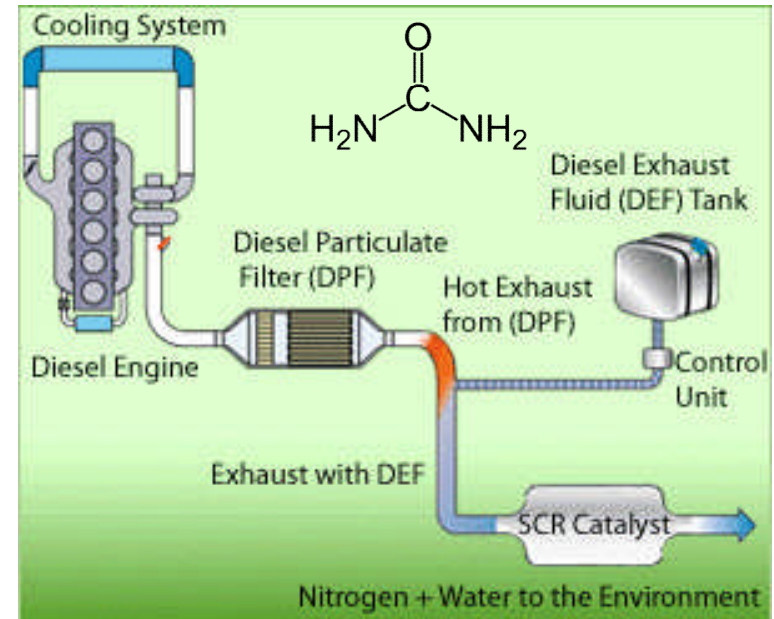 Cooling System
O
C
H₂N
NH₂
Diesel Exhaust
Fluid (DEF) Tank
Diesel Particulate
Filter (DPF)
Hot Exhaust
from (DPF)
Diesel Engine
Control
Unit
Exhaust with DEF
SCR Catalyst
Nitrogen + Water to the Environment